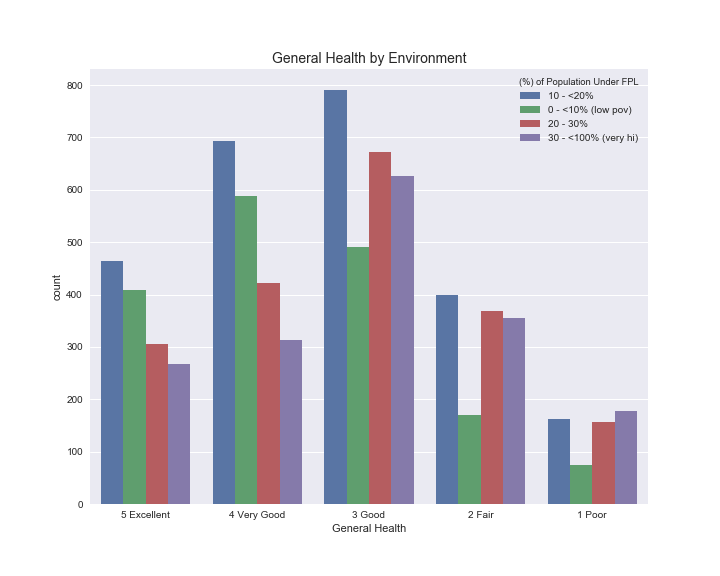 General Health by Environment
(%) of Population Under FPL
10 - <20%
0 - <10% (low pov)
20 - 30%
30 - <100% (very hi)
800
700
600
500
400
300
200
100
0
count
5 Excellent 4 Very Good 3 Good 2 Fair 1 Poor
General Health